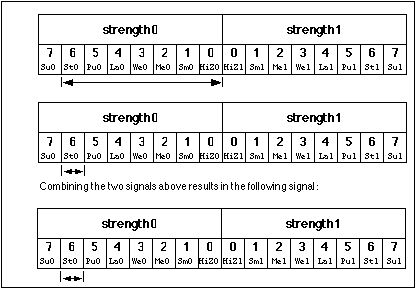 strength0 strength1
7 6 5 4 3 2 1 0 0 1 2 3 4 5 6 7
Su0 St0 Pu0 La0 We0 Me0 Sm0 HiZ0 HiZ1 Sm1 Me1 We1 La1 Pu1 St1 Su1
strength0 strength1
7 6 5 4 3 2 1 0 0 1 2 3 4 5 6 7
Su0 St0 Pu0 La0 We0 Me0 Sm0 HiZ0 HiZ1 Sm1 Me1 We1 La1 Pu1 St1 Su1
Combining the two signals above results in the following signal:
strength0 strength1
7 6 5 4 3 2 1 0 0 1 2 3 4 5 6 7
Su0 St0 Pu0 La0 We0 Me0 Sm0 HiZ0 HiZ1 Sm1 Me1 We1 La1 Pu1 St1 Su1